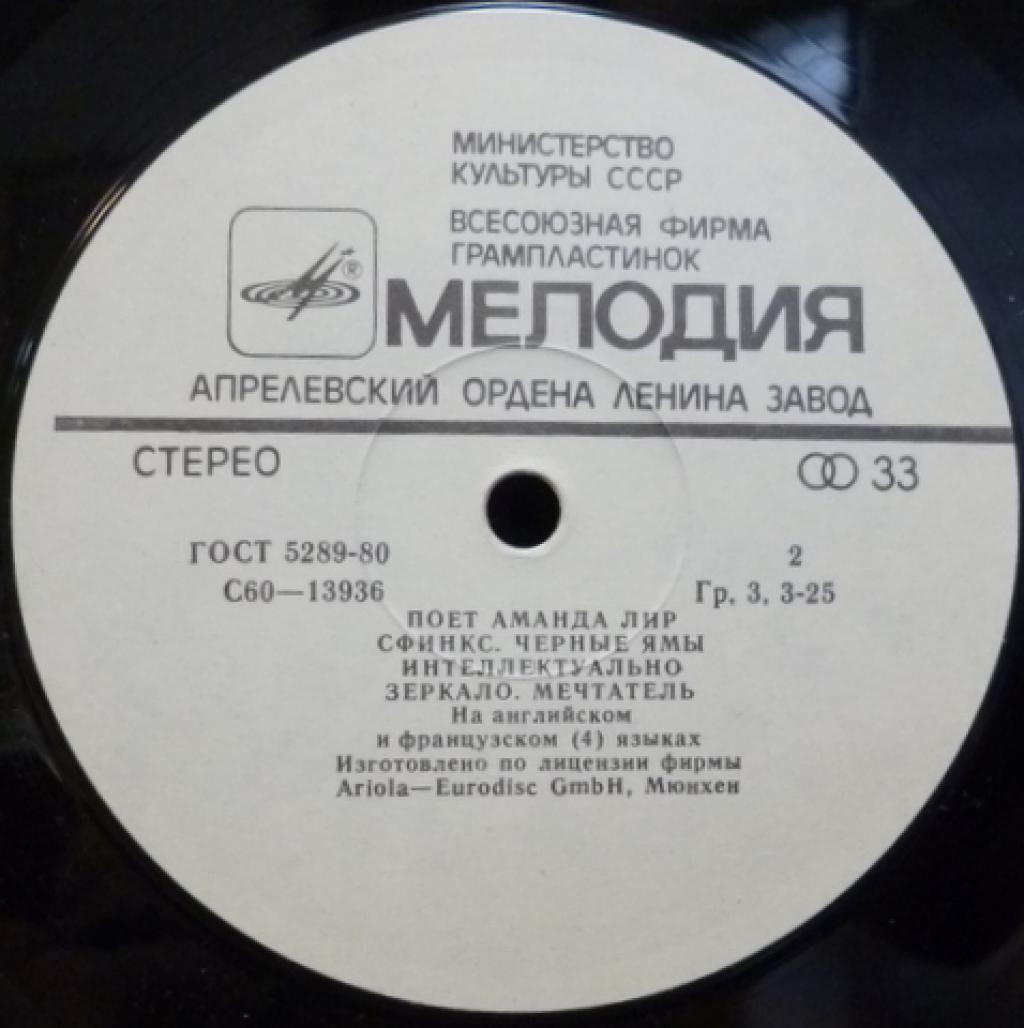 МИНИСТЕРСТВО
КУЛЬТУРЫ СССР
ВСЕСОЮЗНАЯ ФИРМА
ГРАМПЛАСТИНОК
®
МЕЛОДИЯ
АПРЕЛЕВСКИЙ ОРДЕНА ЛЕНИНА ЗАВОД
СТЕРЕО 33
ГОСТ 5289-80 2
С60—13936 Гр. 3, 3-25
ПОЕТ АМАНДА ЛИР
СФИНКС. ЧЕРНЫЕ ЯМЫ
ИНТЕЛЛЕКТУАЛЬНО
ЗЕРКАЛО. МЕЧТАТЕЛЬ
На английском
и французском (4) языках
Изготовлено по лицензии фирмы
Ariola—Eurodisc GmbH, Мюнхен